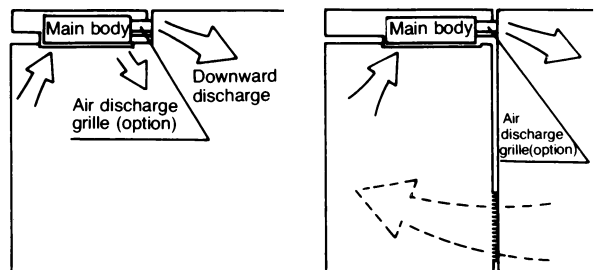 Main body
Downward
discharge
Air discharge
grille (option)
Main body
Air
discharge
grille(option)